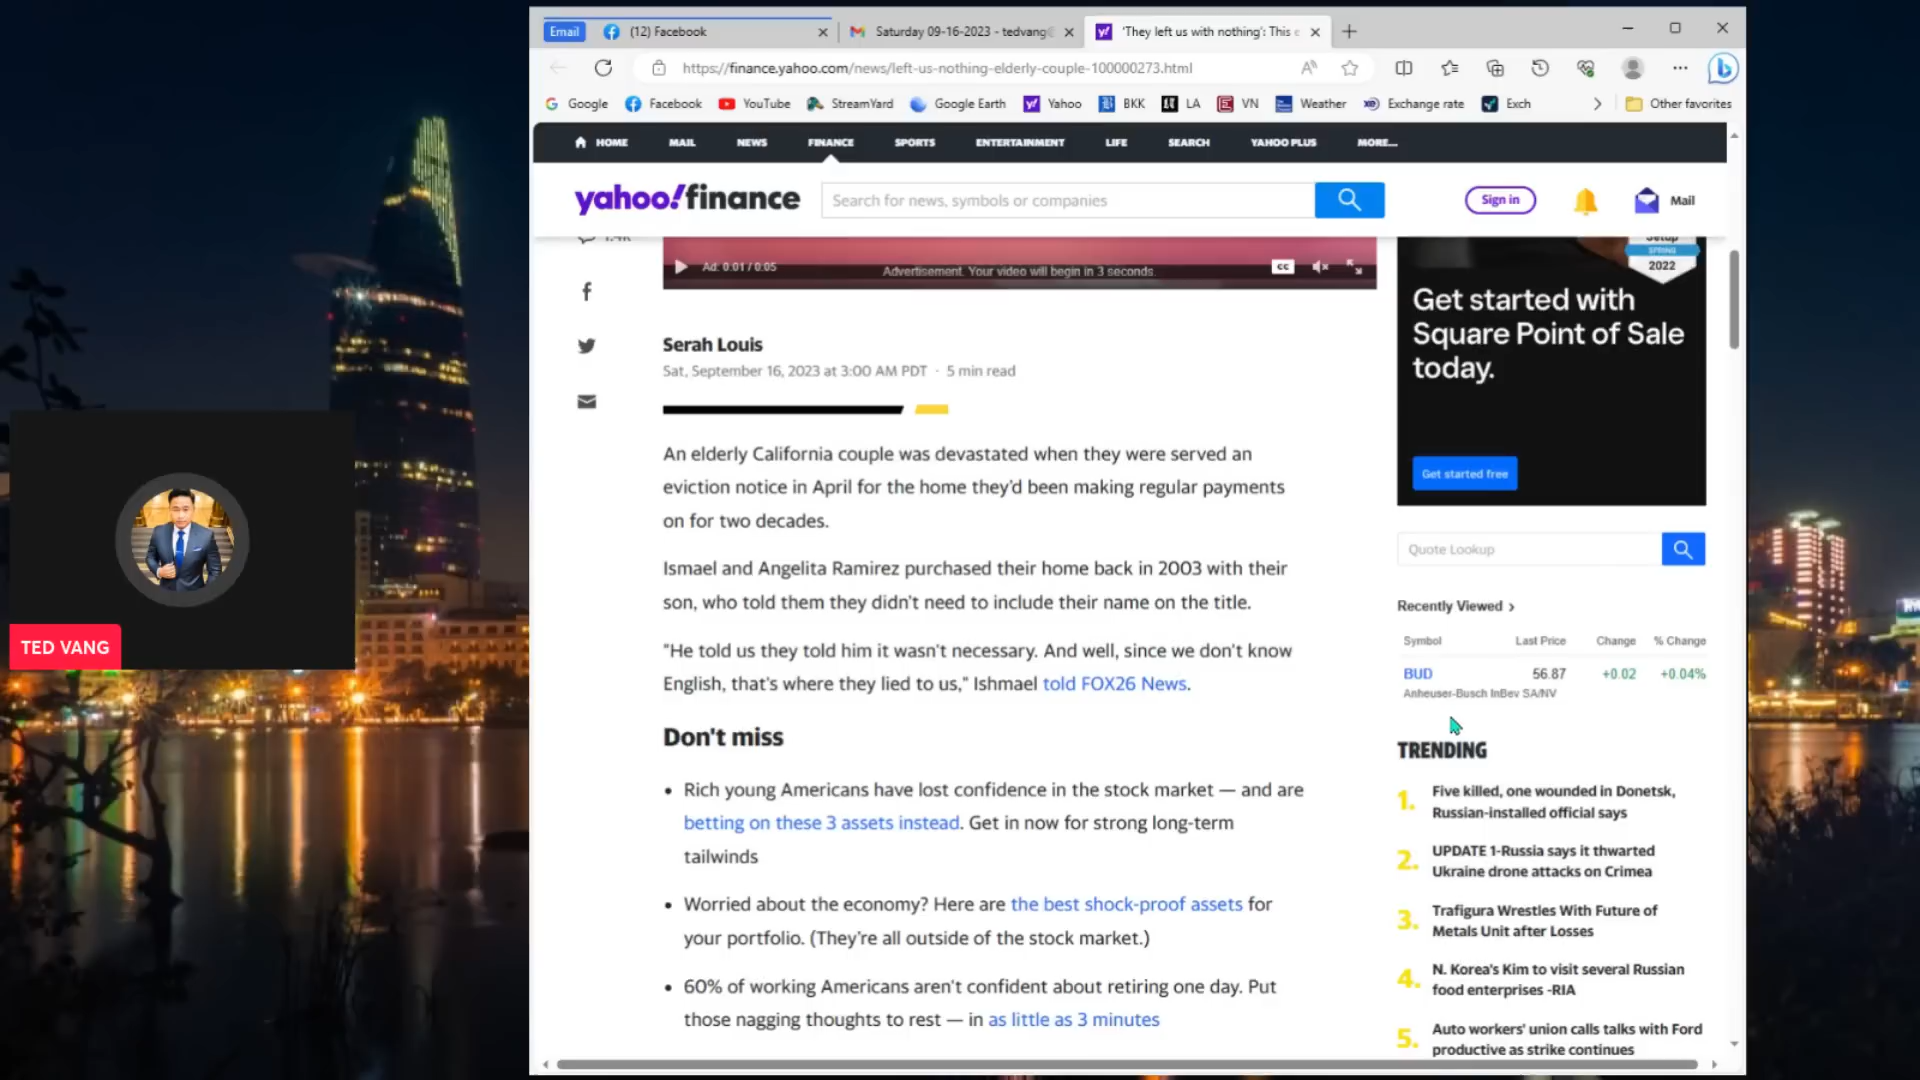 Email
(12) Facebook
Saturday 09-16-2023 - tedvang@
'They left us with nothing': This e
https://finance.yahoo.com/news/left-us-nothing-elderly-couple-100000273.html
Google Facebook YouTube StreamYard Google Earth Yahoo BKK LA VN Weather Exchange rate Exch Other favorites
HOME MAIL NEWS FINANCE SPORTS ENTERTAINMENT LIFE SEARCH YAHOO PLUS MORE...
yahoo!finance
Search for news, symbols or companies
Sign in
Mail
1.4K
Ad: 0:01 / 0:05
Advertisement. Your video will begin in 3 seconds.
CC
Serah Louis
Sat, September 16, 2023 at 3:00 AM PDT · 5 min read
An elderly California couple was devastated when they were served an
eviction notice in April for the home they'd been making regular payments
on for two decades.
Ismael and Angelita Ramirez purchased their home back in 2003 with their
son, who told them they didn't need to include their name on the title.
"He told us they told him it wasn't necessary. And well, since we don't know
English, that's where they lied to us," Ishmael told FOX26 News.
Don't miss
• Rich young Americans have lost confidence in the stock market — and are
betting on these 3 assets instead. Get in now for strong long-term
tailwinds
• Worried about the economy? Here are the best shock-proof assets for
your portfolio. (They're all outside of the stock market.)
• 60% of working Americans aren't confident about retiring one day. Put
those nagging thoughts to rest — in as little as 3 minutes
Setup
SPRING
2022
Get started with
Square Point of Sale
today.
Get started free
Quote Lookup
Recently Viewed >
Symbol Last Price Change % Change
BUD 56.87 +0.02 +0.04%
Anheuser-Busch InBev SA/NV
TRENDING
1. Five killed, one wounded in Donetsk,
Russian-installed official says
2. UPDATE 1-Russia says it thwarted
Ukraine drone attacks on Crimea
3. Trafigura Wrestles With Future of
Metals Unit after Losses
4. N. Korea's Kim to visit several Russian
food enterprises -RIA
5. Auto workers' union calls talks with Ford
productive as strike continues
TED VANG